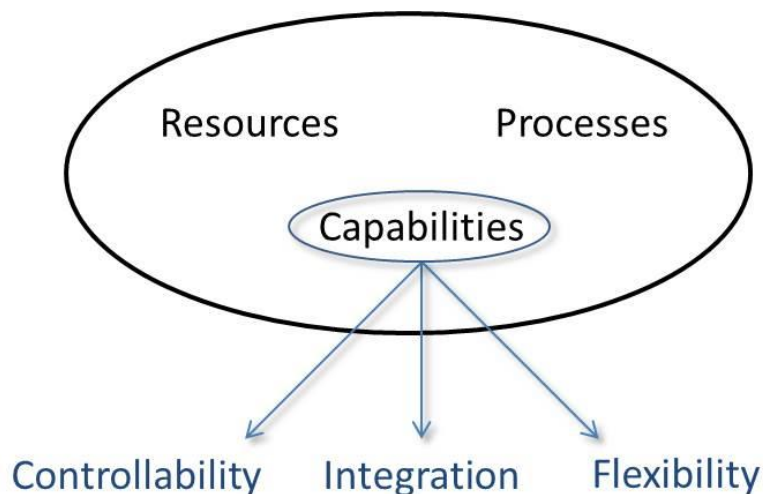 Resources Processes
Capabilities
Controllability Integration Flexibility